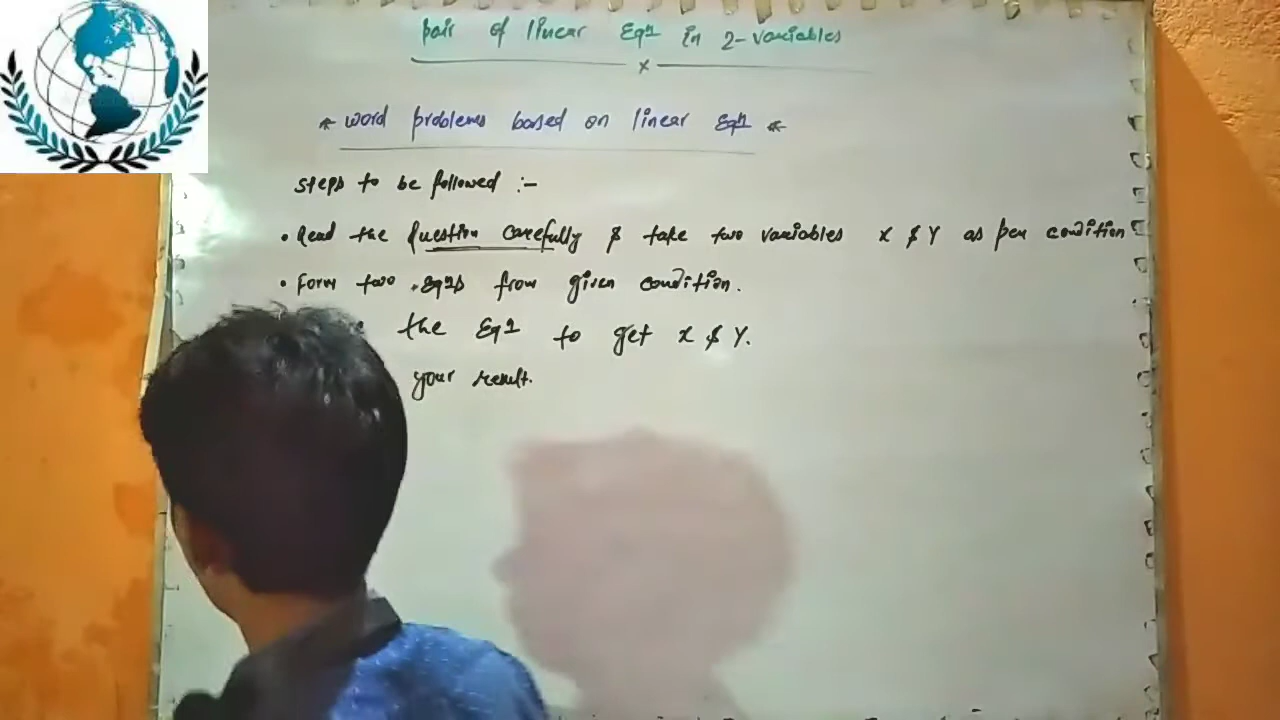 pair of linear Eqn in 2-variables
x
* word problems based on linear Eqn *
steps to be followed :-
• Read the Question carefully & take two variables x & y as per condition
• Form two Eqns from given condition.
the Eqn to get x & y.
your result.